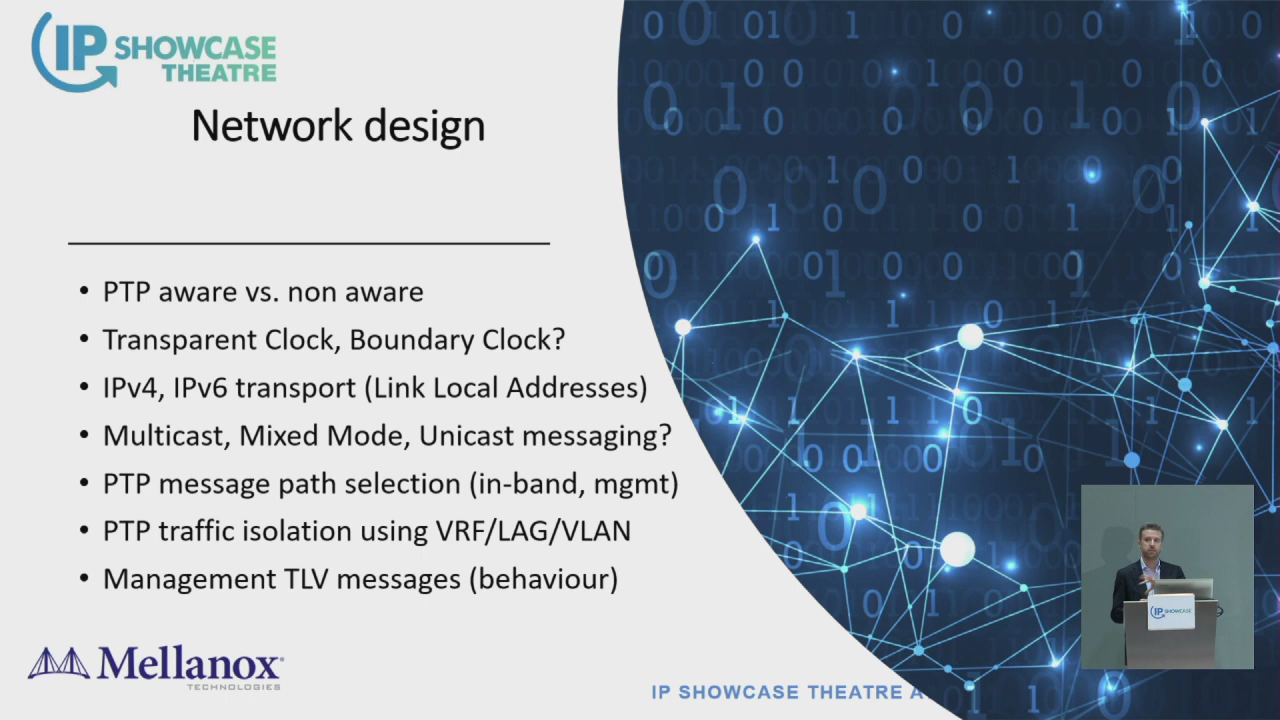 IP SHOWCASE
THEATRE
Network design
• PTP aware vs. non aware
• Transparent Clock, Boundary Clock?
• IPv4, IPv6 transport (Link Local Addresses)
• Multicast, Mixed Mode, Unicast messaging?
• PTP message path selection (in-band, mgmt)
• PTP traffic isolation using VRF/LAG/VLAN
• Management TLV messages (behaviour)
Mellanox
TECHNOLOGIES
IP SHOWCASE THEATRE A
IP SHOWCASE